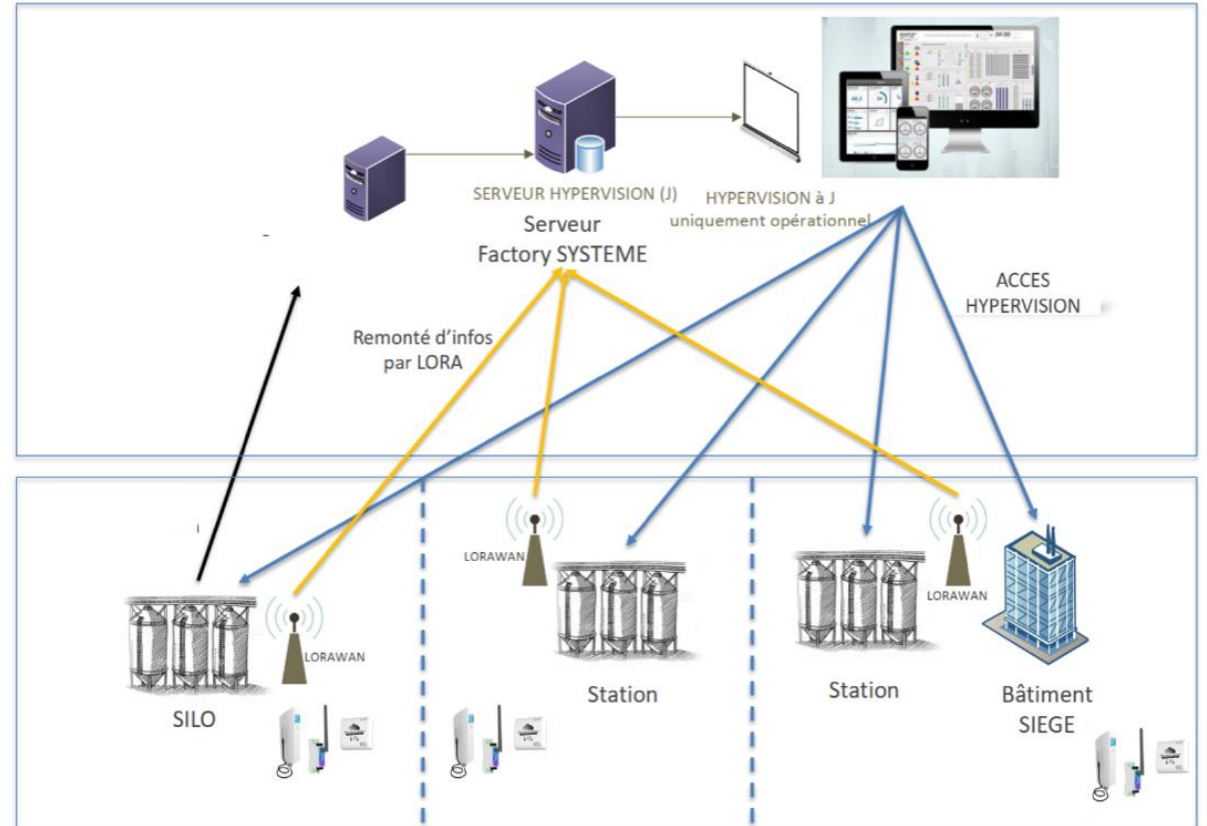 SERVEUR HYPERVISION (J)
Serveur
Factory SYSTEME
HYPERVISION à J
uniquement opérationnel
ACCES
HYPERVISION
Remonté d'infos
par LORA
LORAWAN
LORAWAN
LORAWAN
SILO
Station
Station
Bâtiment
SIEGE